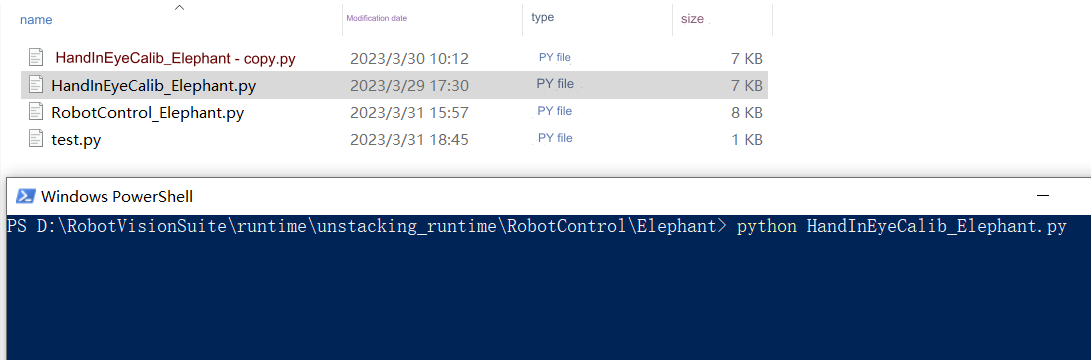 name Modification date type size
HandInEyeCalib_Elephant - copy.py 2023/3/30 10:12 PY file 7 KB
HandInEyeCalib_Elephant.py 2023/3/29 17:30 PY file 7 KB
RobotControl_Elephant.py 2023/3/31 15:57 PY file 8 KB
test.py 2023/3/31 18:45 PY file 1 KB
Windows PowerShell
PS D:\RobotVisionSuite\runtime\unstacking_runtime\RobotControl\Elephant> python HandInEyeCalib_Elephant.py